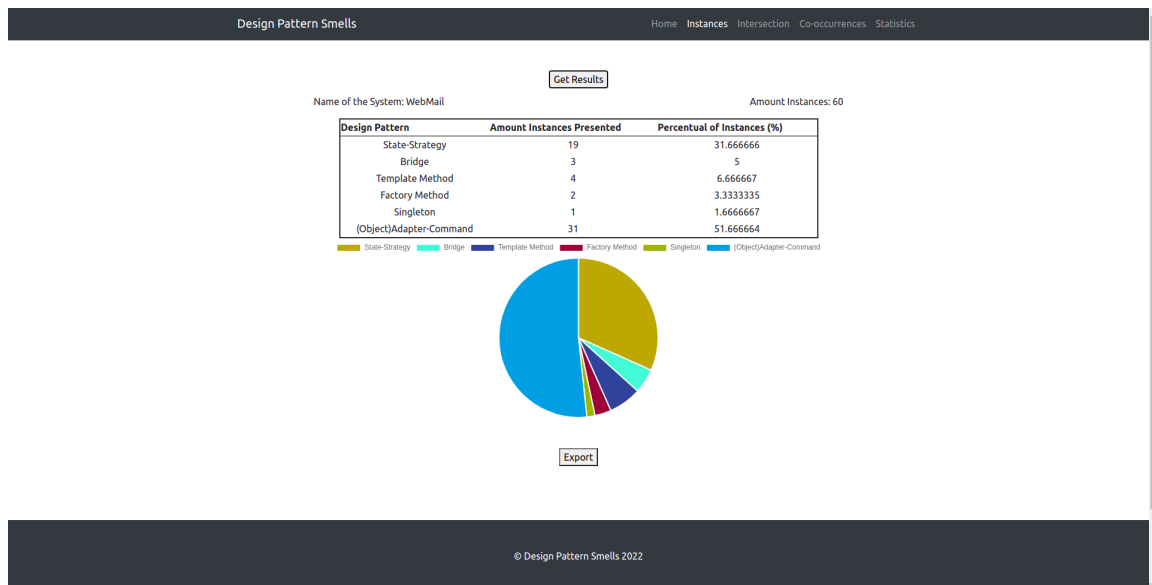 Design Pattern Smells Home Instances Intersection Co-occurrences Statistics
Get Results
Name of the System: WebMail Amount Instances: 60
Design Pattern Amount Instances Presented Percentual of Instances (%)
State-Strategy 19 31.666666
Bridge 3 5
Template Method 4 6.666667
Factory Method 2 3.3333335
Singleton 1 1.6666667
(Object)Adapter-Command 31 51.666664
State-Strategy Bridge Template Method Factory Method Singleton (Object)Adapter-Command
Export
© Design Pattern Smells 2022